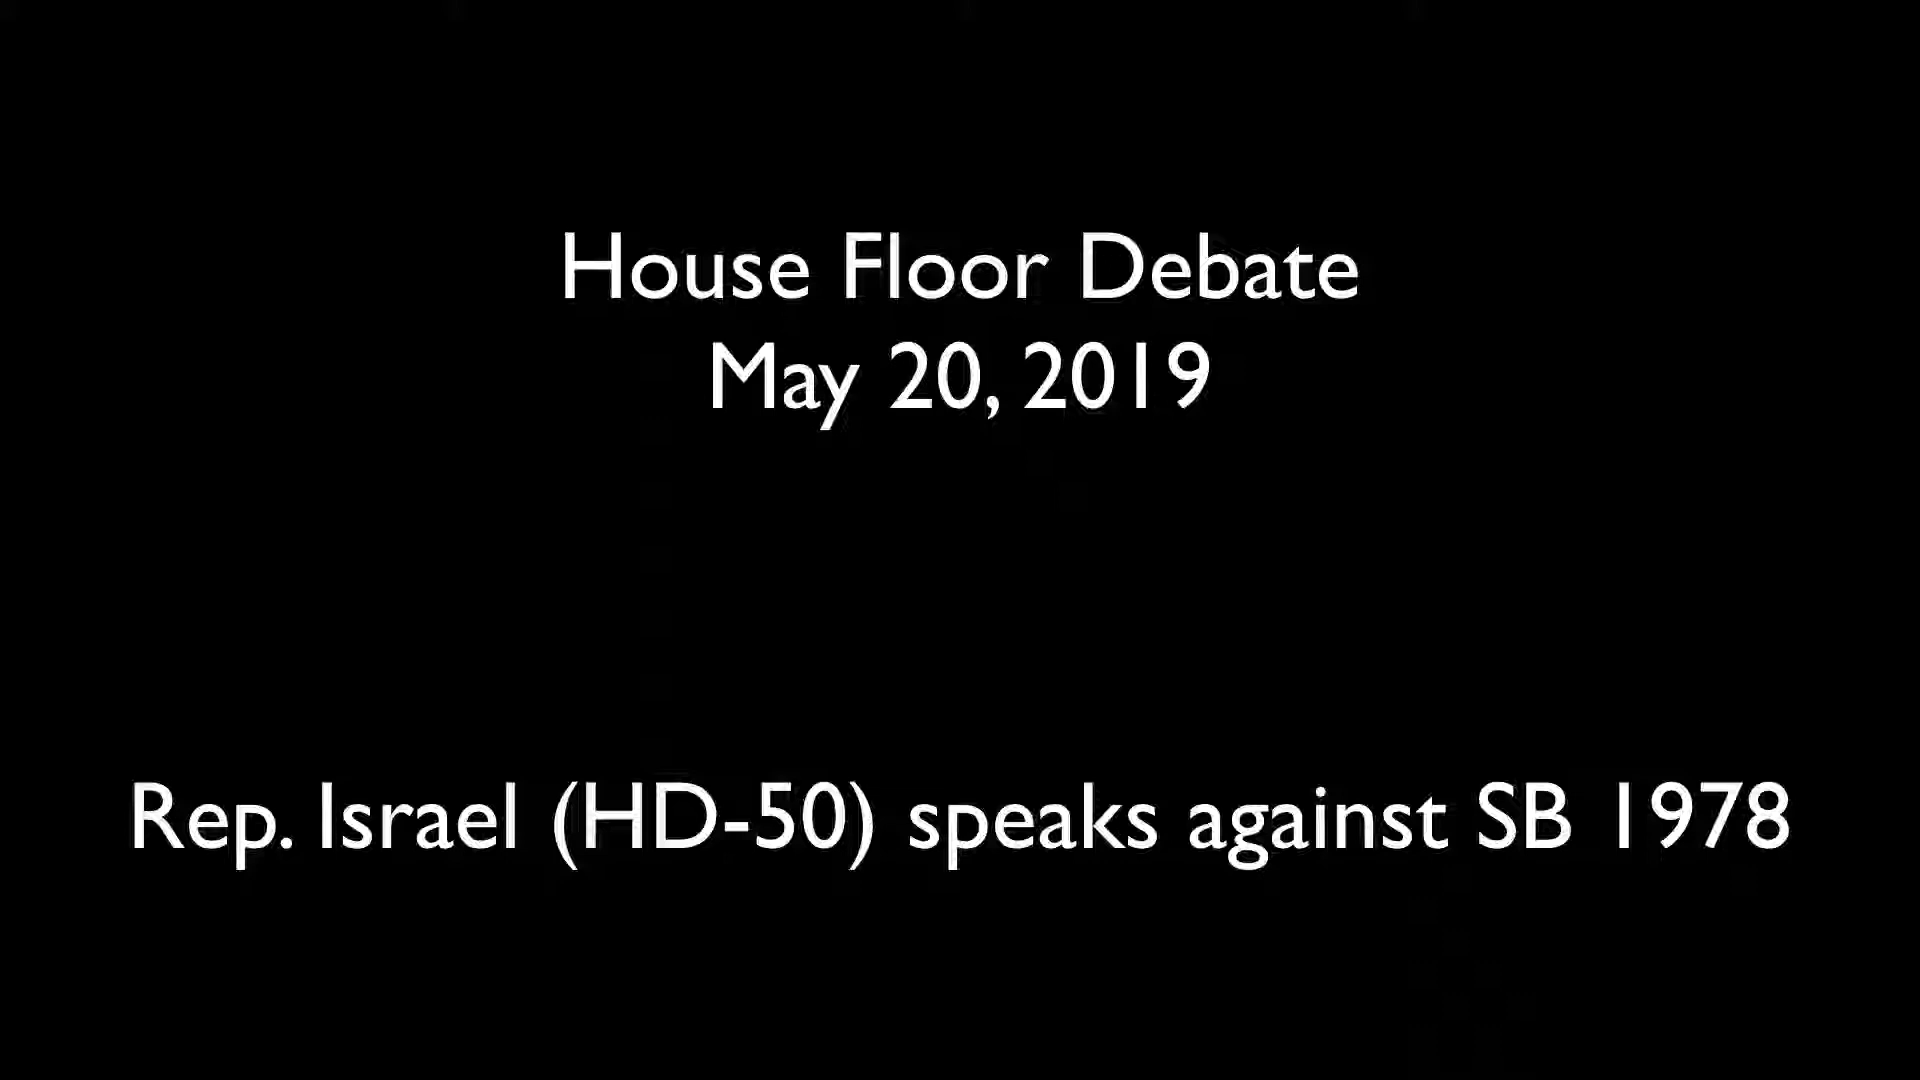 House Floor Debate
May 20, 2019
Rep. Israel (HD-50) speaks against SB 1978